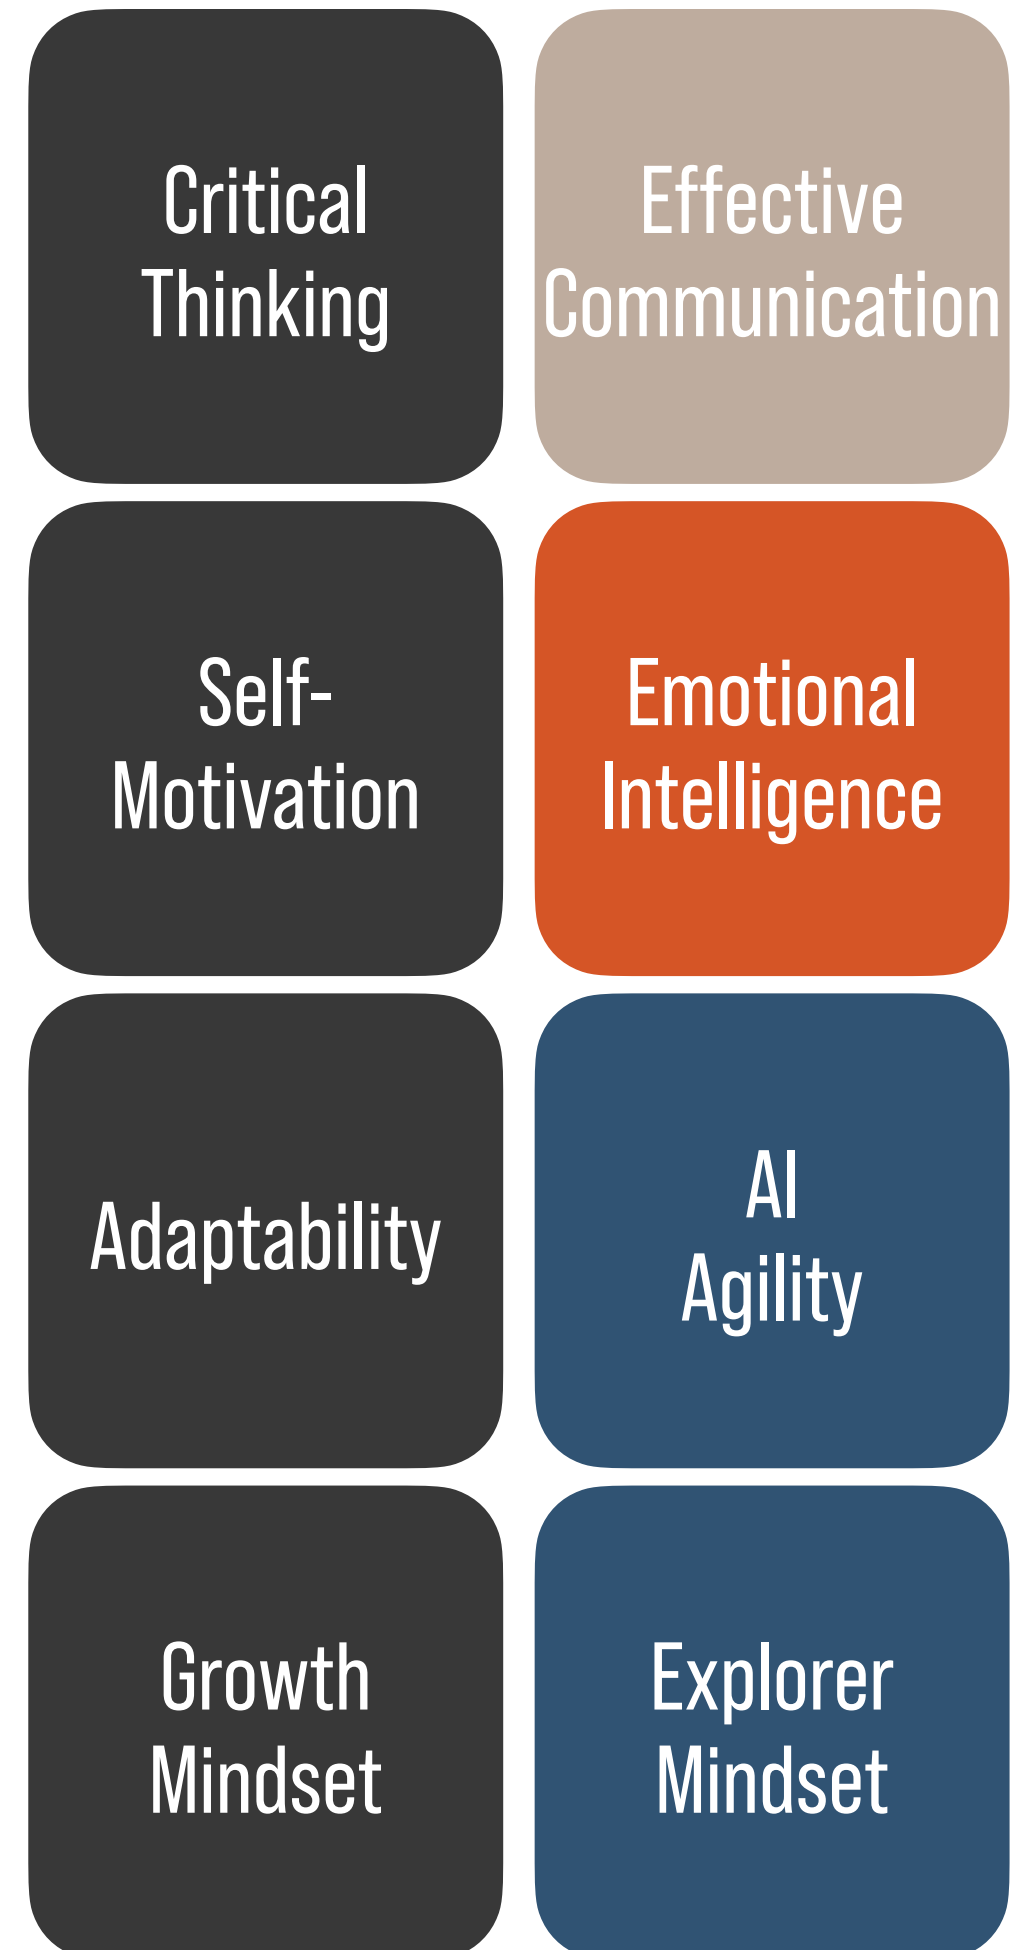 Critical
Thinking
Effective
Communication
Self-
Motivation
Emotional
Intelligence
Adaptability
AI
Agility
Growth
Mindset
Explorer
Mindset